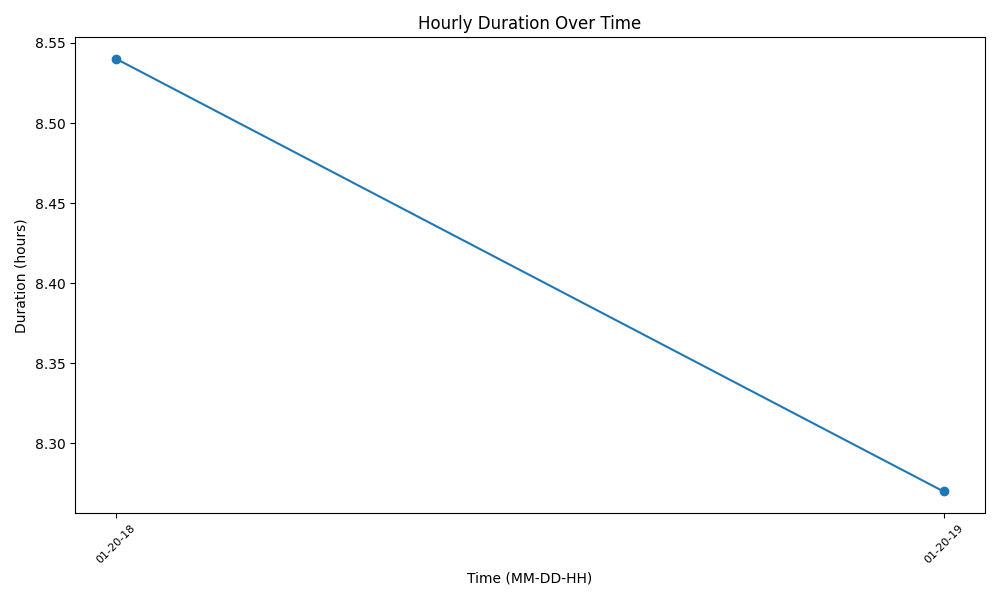 Hourly Duration Over Time
Duration (hours)
8.55
8.50
8.45
8.40
8.35
8.30
01-20-18
01-20-19
Time (MM-DD-HH)